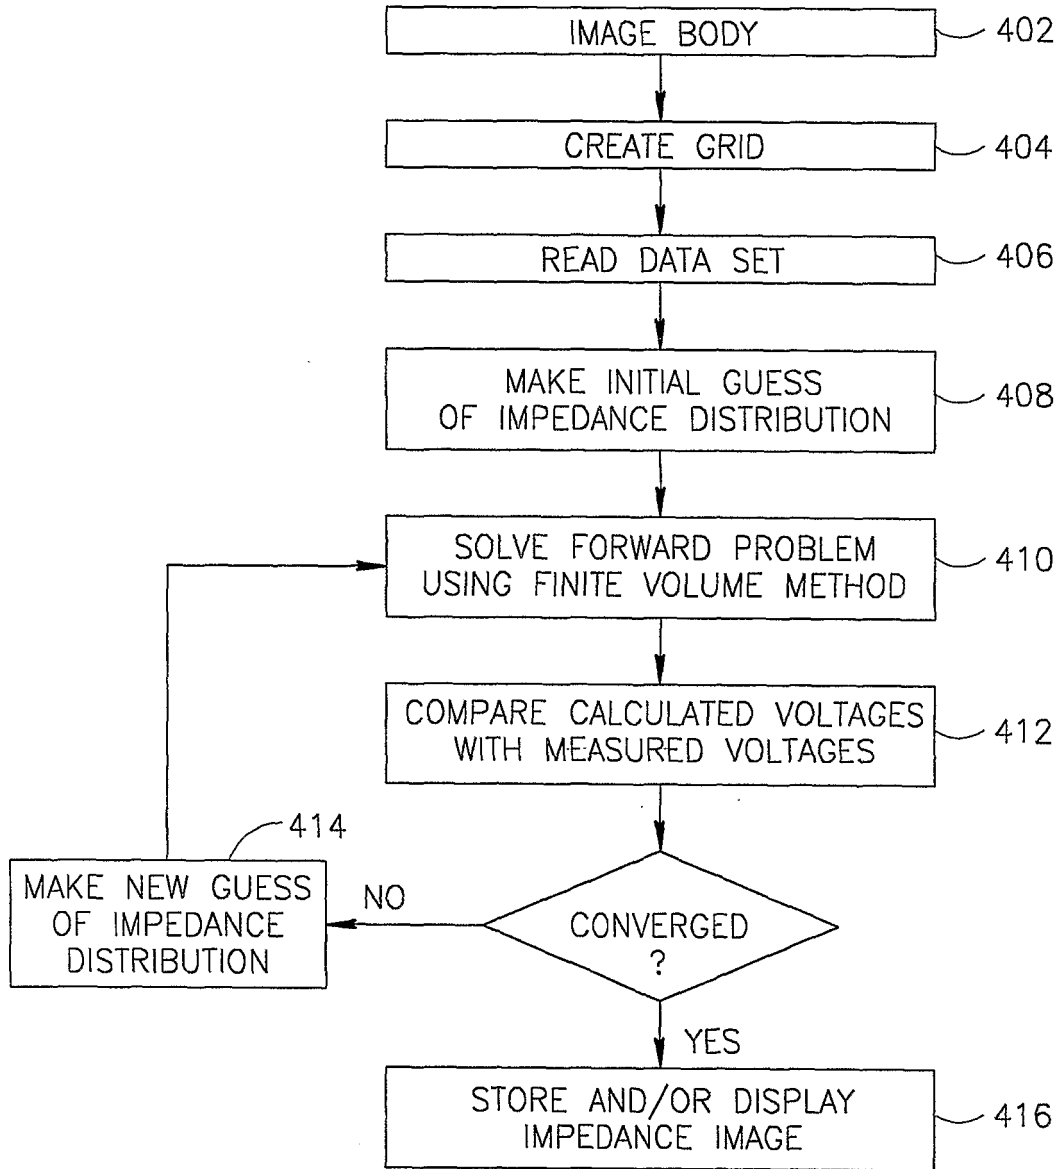 IMAGE BODY
402
CREATE GRID
404
READ DATA SET
406
MAKE INITIAL GUESS
OF IMPEDANCE DISTRIBUTION
408
SOLVE FORWARD PROBLEM
USING FINITE VOLUME METHOD
410
COMPARE CALCULATED VOLTAGES
WITH MEASURED VOLTAGES
412
414
MAKE NEW GUESS
OF IMPEDANCE
DISTRIBUTION
NO
CONVERGED
?
YES
STORE AND/OR DISPLAY
IMPEDANCE IMAGE
416